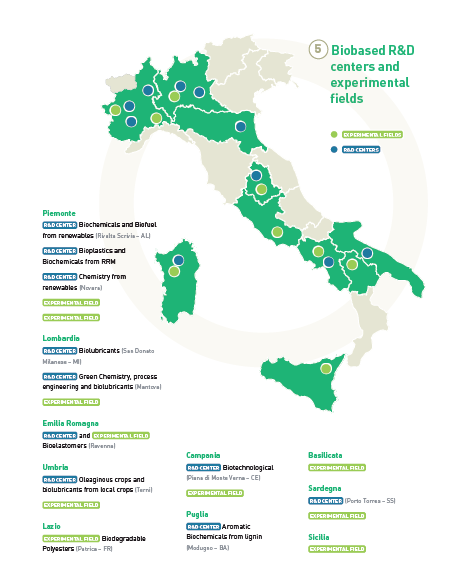 5
Biobased R&D
centers and
experimental
fields
EXPERIMENTAL FIELDS
R&D CENTERS
Piemonte
R&D CENTER Biochemicals and Biofuel
from renewables (Rivalta Scrivia – AL)
R&D CENTER Bioplastics and
Biochemicals from RRM
R&D CENTER Chemistry from
renewables (Novara)
EXPERIMENTAL FIELD
EXPERIMENTAL FIELD
Lombardia
R&D CENTER Biolubricants (San Donato
Milanese – MI)
R&D CENTER Green Chemistry, process
engineering and biolubricants (Mantova)
EXPERIMENTAL FIELD
Emilia Romagna
R&D CENTER and EXPERIMENTAL FIELD
Bioelastomers (Ravenna)
Umbria
R&D CENTER Oleaginous crops and
biolubricants from local crops (Terni)
EXPERIMENTAL FIELD
Lazio
EXPERIMENTAL FIELD Biodegradable
Polyesters (Patrica – FR)
Campania
R&D CENTER Biotechnological
(Piana di Monte Verna – CE)
EXPERIMENTAL FIELD
Puglia
R&D CENTER Aromatic
Biochemicals from lignin
(Modugno – BA)
Basilicata
EXPERIMENTAL FIELD
Sardegna
R&D CENTER (Porto Torres – SS)
EXPERIMENTAL FIELD
Sicilia
EXPERIMENTAL FIELD